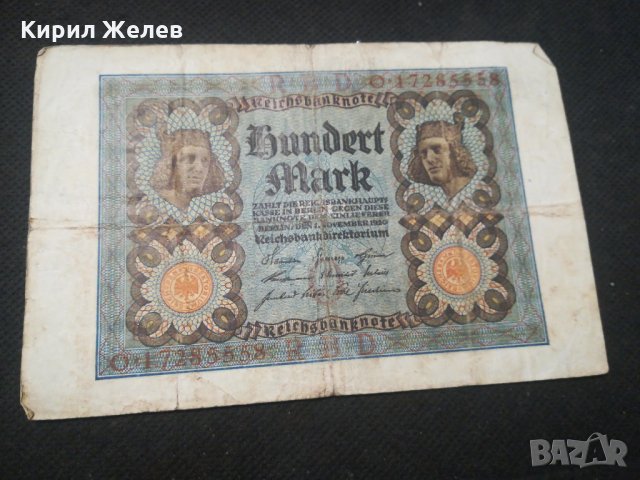 Кирил Желев
O·17285558
Reichsbanknote
Hundert
Mark
ZAHLT DIE REICHSBANKHAUPT=
KASSE IN BERLIN GEGEN DIESE
BANKNOTE DEM EINLIEFERER
BERLIN, DEN 1. NOVEMBER 1920
Reichsbankdirektorium
Reichsbanknote
O·17285558
BAZAR